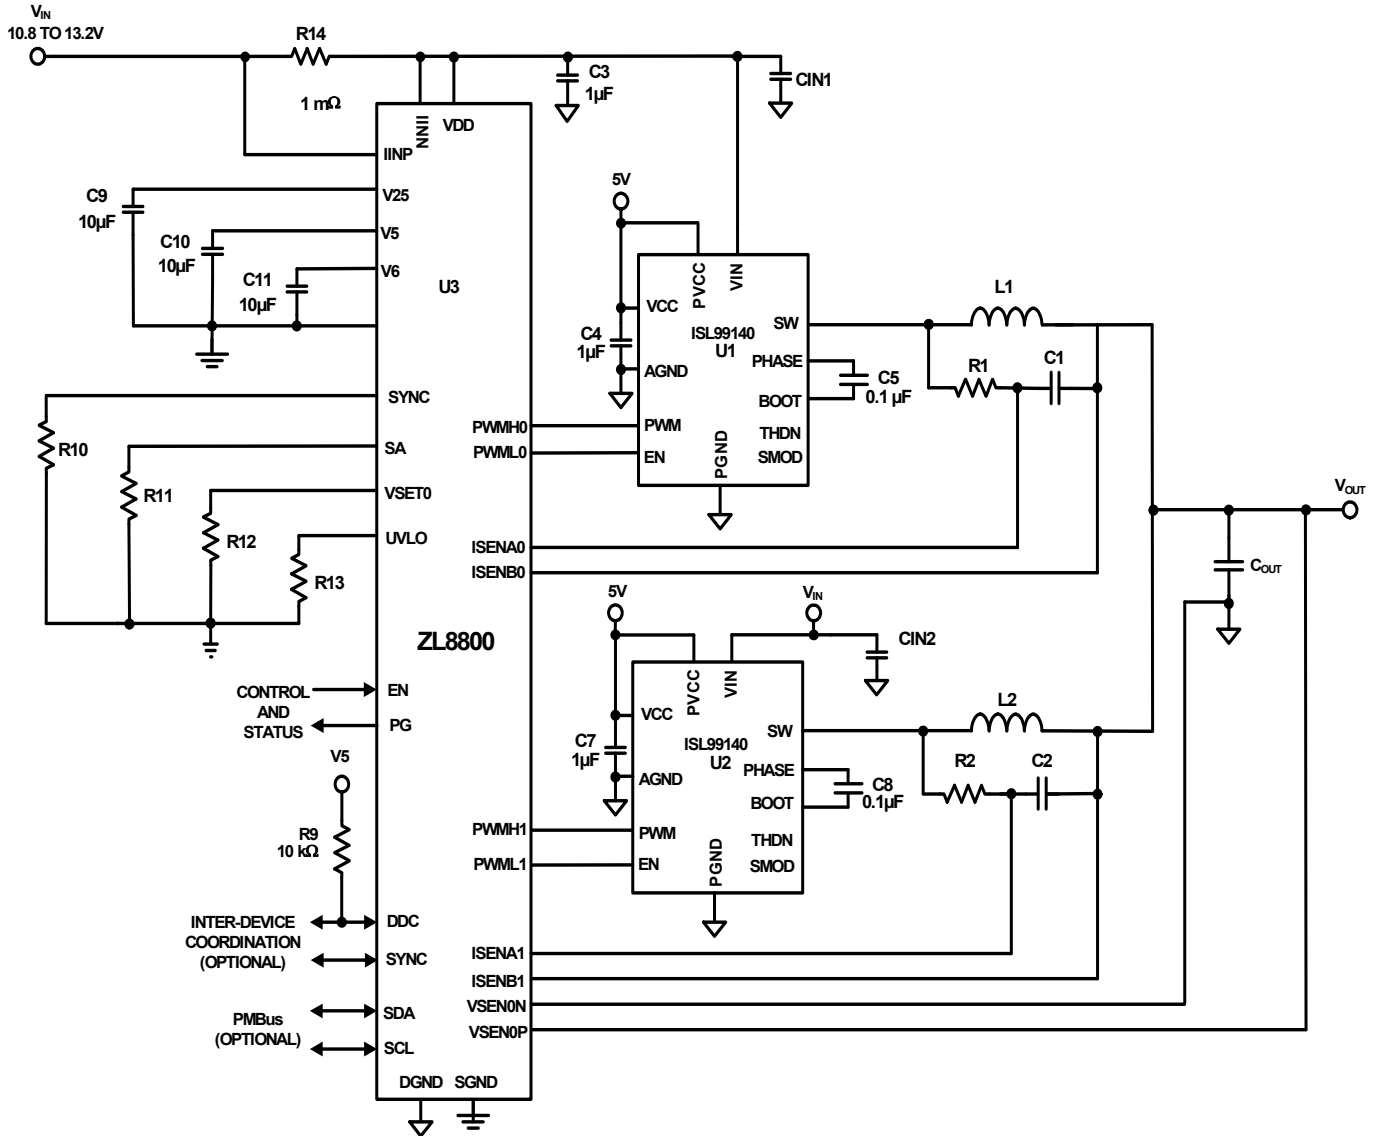 VIN
10.8 TO 13.2V
R14
1 mΩ
C3
1µF
CIN1
NNII
VDD
IINP
V25
V5
V6
U3
C9
10µF
C10
10µF
C11
10µF
5V
PVCC
VIN
VCC
ISL99140
U1
SW
C4
1µF
AGND
PHASE
BOOT
C5
0.1 µF
PWM
EN
THDN
SMOD
PGND
L1
R1
C1
SYNC
SA
VSET0
UVLO
R10
R11
R12
R13
PWMH0
PWML0
ISENA0
ISENB0
VOUT
COUT
ZL8800
5V
VIN
CIN2
PVCC
VIN
VCC
ISL99140
U2
SW
C7
1µF
AGND
PHASE
BOOT
C8
0.1µF
PWM
EN
THDN
SMOD
PGND
L2
R2
C2
CONTROL
AND
STATUS
EN
PG
V5
R9
10 kΩ
PWMH1
PWML1
INTER-DEVICE
COORDINATION
(OPTIONAL)
DDC
SYNC
PMBus
(OPTIONAL)
SDA
SCL
ISENA1
ISENB1
VSEN0N
VSEN0P
DGND
SGND